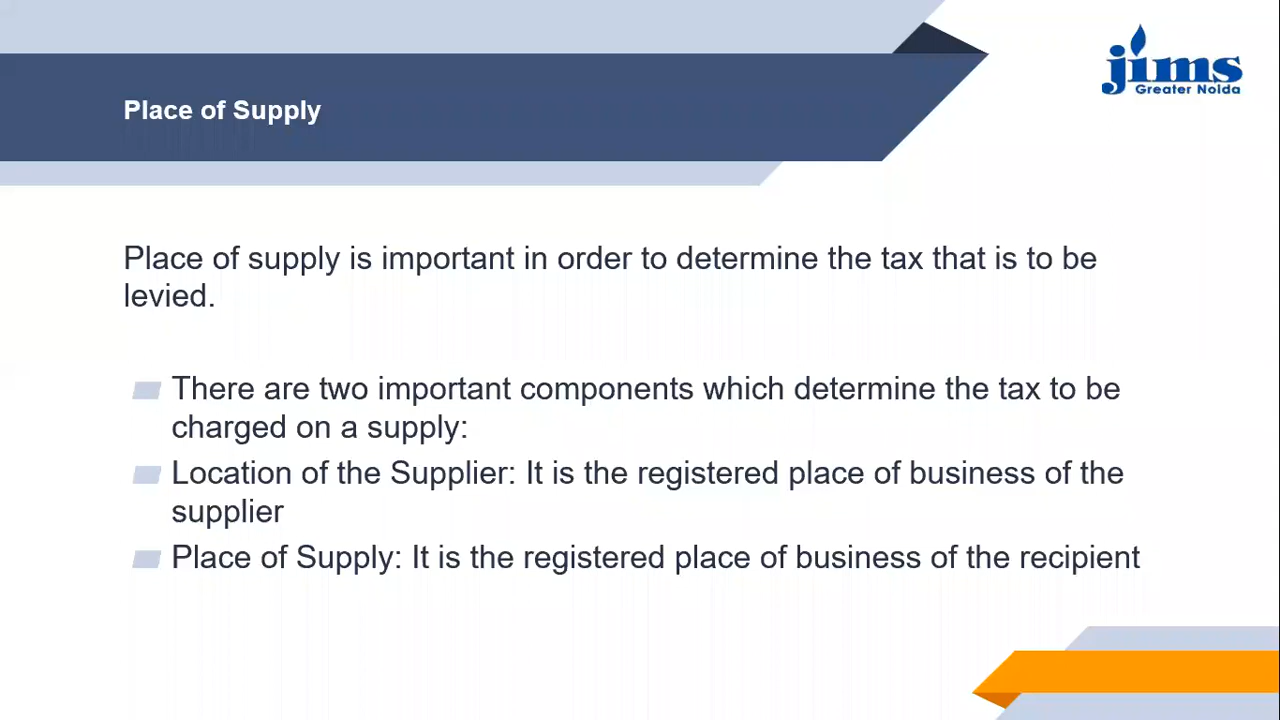 jims
Greater Noida
Place of Supply
Place of supply is important in order to determine the tax that is to be
levied.
There are two important components which determine the tax to be
charged on a supply:
Location of the Supplier: It is the registered place of business of the
supplier
Place of Supply: It is the registered place of business of the recipient